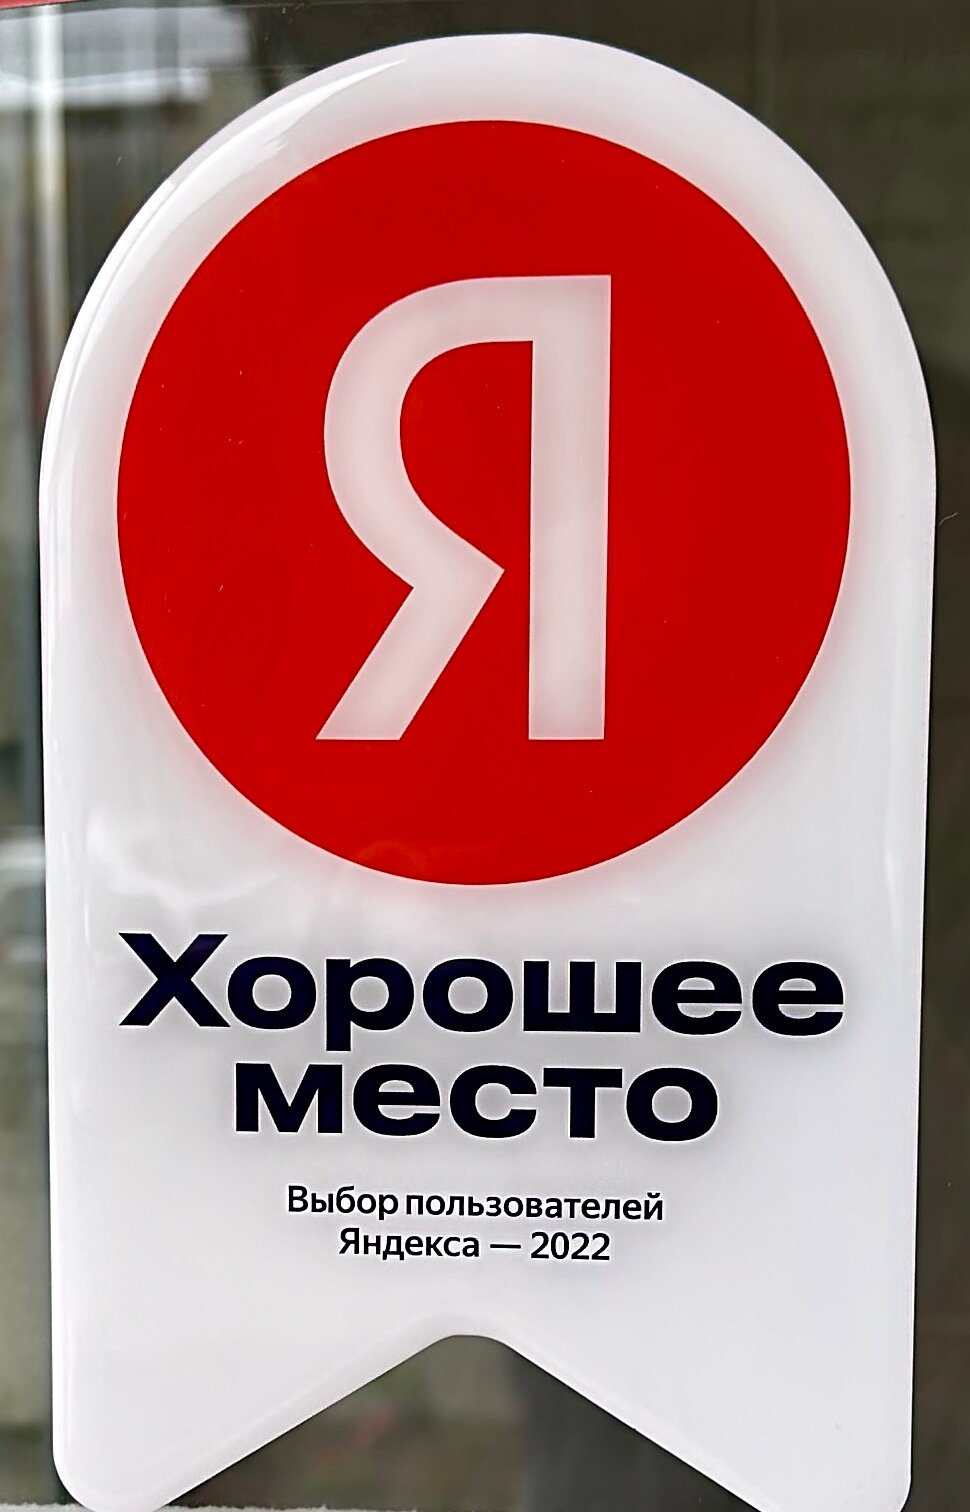 Я
Хорошее
место
Выбор пользователей
Яндекса — 2022